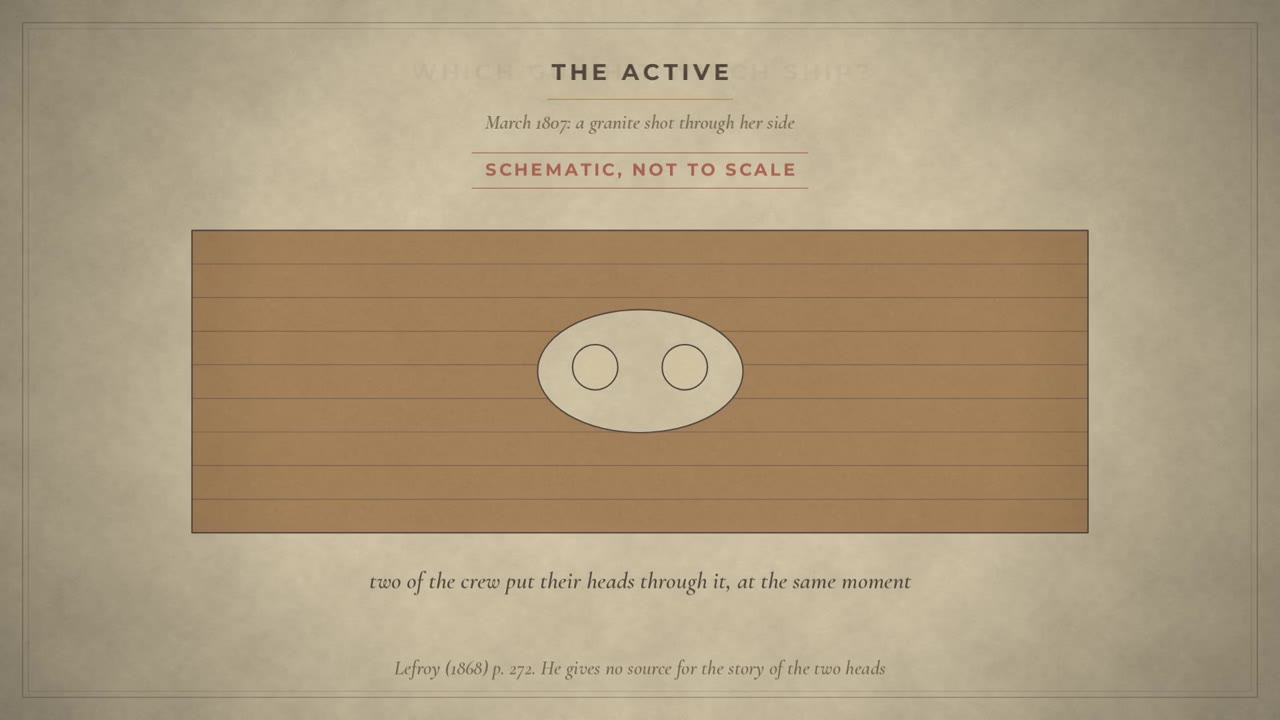 THE ACTIVE
March 1807: a granite shot through her side
SCHEMATIC, NOT TO SCALE
two of the crew put their heads through it, at the same moment
Lefroy (1868) p. 272. He gives no source for the story of the two heads